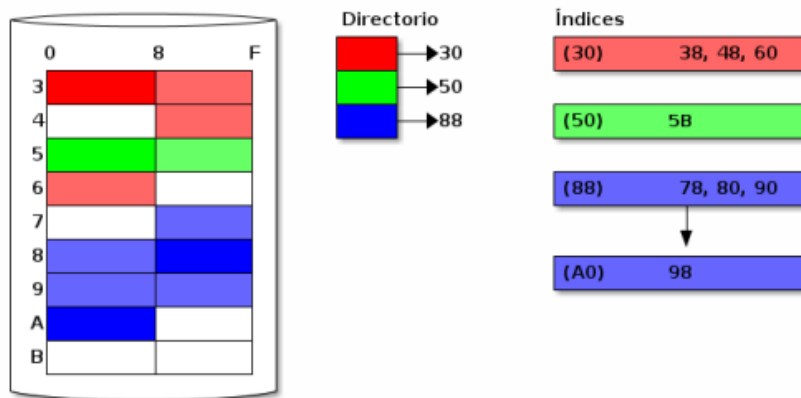 Directorio
Índices
0 8 F
3
4
5
6
7
8
9
A
B
30
50
88
(30) 38, 48, 60
(50) 5B
(88) 78, 80, 90
(A0) 98